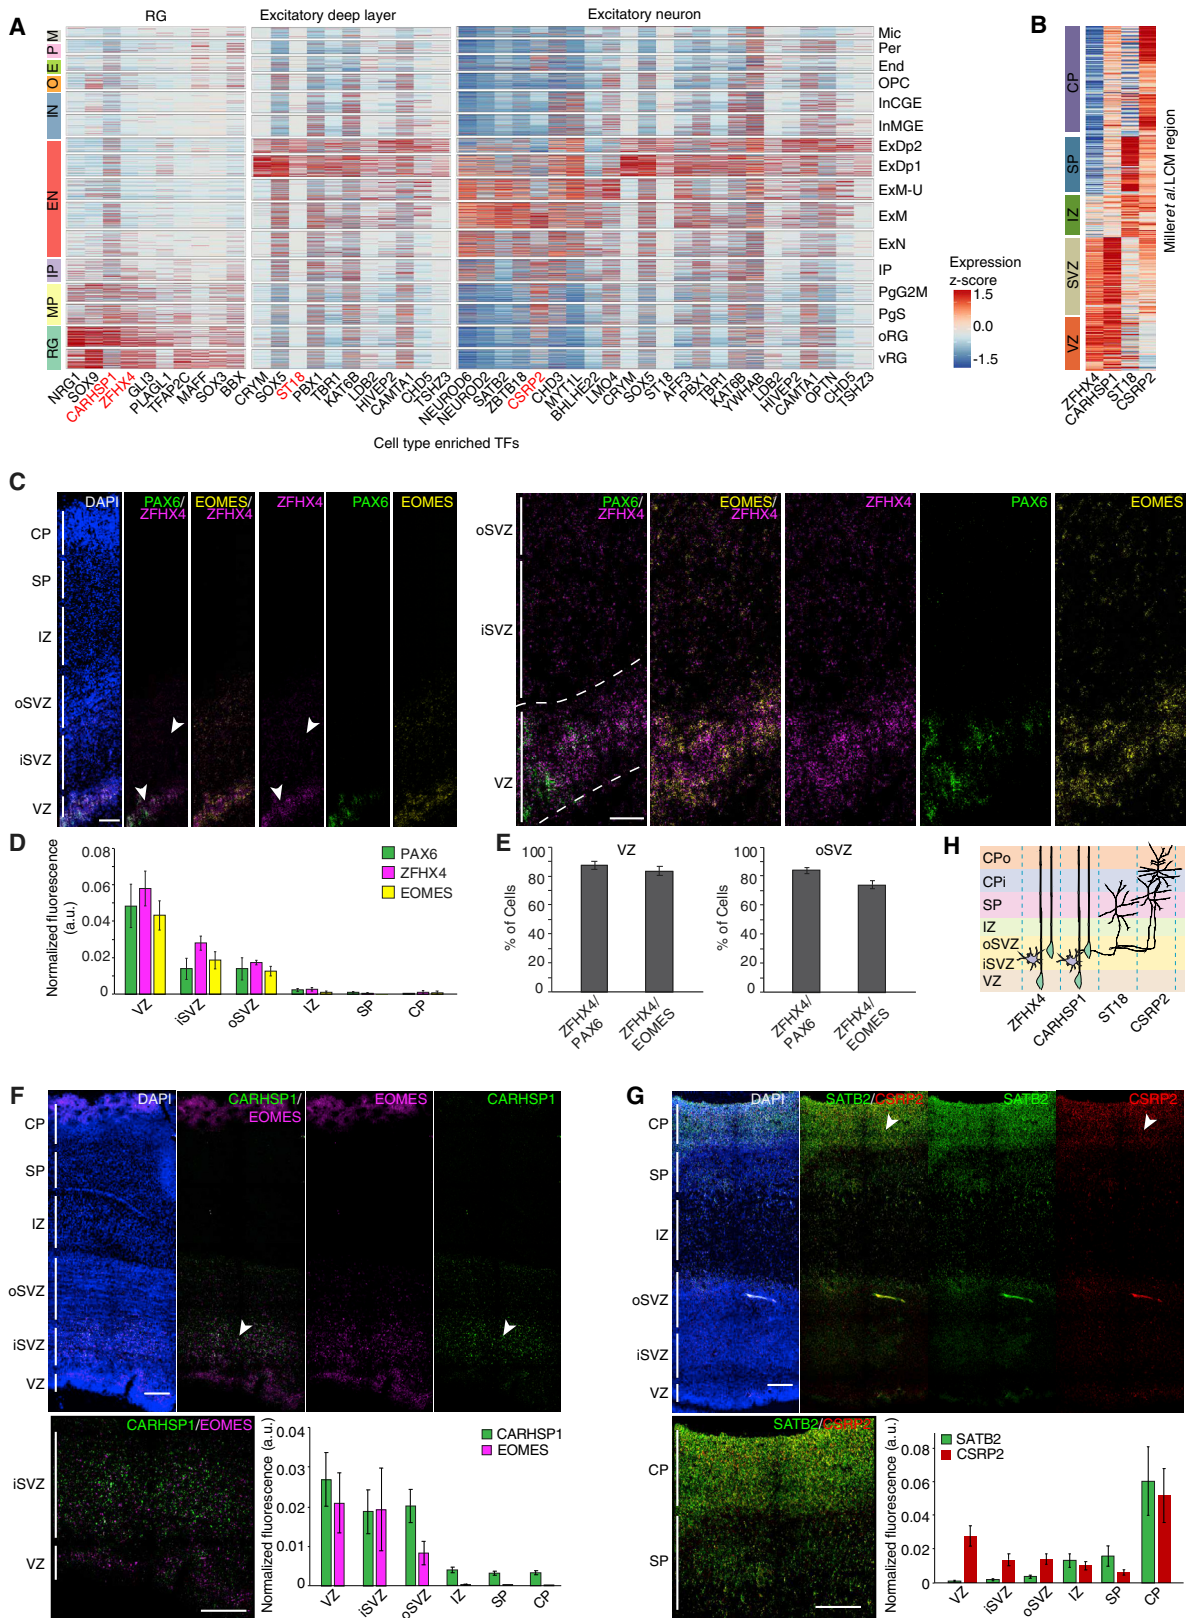 A
RG
Excitatory deep layer
Excitatory neuron
M
P
E
O
IN
EN
IP
MP
RG
Mic
Per
End
OPC
InCGE
InMGE
ExDp2
ExDp1
ExM-U
ExM
ExN
IP
PgG2M
PgS
oRG
vRG
NRG1
SOX9
CARHSP1
ZFHX4
GLI3
PLAGL1
TFAP2C
MAFF
SOX3
BBX
CRYM
SOX5
ST18
PBX1
TBR1
KAT6B
LDB2
HIVEP2
CAMTA1
CHD5
TSHZ3
NEUROD6
NEUROD2
SATB2
ZBTB18
CSRP2
CHD3
MYT1L
BHLHE22
LMO4
CRYM
SOX5
ST18
AFF3
PBX1
TBR1
KAT6B
YWHAB
LDB2
HIVEP2
CAMTA1
OPTN
CHD5
TSHZ3
Cell type enriched TFs
Expression
z-score
1.5
0.0
-1.5
B
CP
SP
IZ
SVZ
VZ
Miller et al. LCM region
ZFHX4
CARHSP1
ST18
CSRP2
C
DAPI
PAX6/
ZFHX4
EOMES/
ZFHX4
ZFHX4
PAX6
EOMES
CP
SP
IZ
oSVZ
iSVZ
VZ
PAX6/
ZFHX4
EOMES/
ZFHX4
ZFHX4
PAX6
EOMES
oSVZ
iSVZ
VZ
D
Normalized fluorescence
(a.u.)
0.08
0.06
0.04
0.02
0
PAX6
ZFHX4
EOMES
VZ
iSVZ
oSVZ
IZ
SP
CP
E
VZ
% of Cells
100
80
60
40
20
0
ZFHX4/
PAX6
ZFHX4/
EOMES
oSVZ
% of Cells
100
80
60
40
20
0
ZFHX4/
PAX6
ZFHX4/
EOMES
H
CPo
CPi
SP
IZ
oSVZ
iSVZ
VZ
ZFHX4
CARHSP1
ST18
CSRP2
F
DAPI
CARHSP1/
EOMES
EOMES
CARHSP1
CP
SP
IZ
oSVZ
iSVZ
VZ
CARHSP1/EOMES
iSVZ
VZ
Normalized fluorescence (a.u.)
0.04
0.03
0.02
0.01
0
CARHSP1
EOMES
VZ
iSVZ
oSVZ
IZ
SP
CP
G
DAPI
SATB2/CSRP2
SATB2
CSRP2
CP
SP
IZ
oSVZ
iSVZ
VZ
SATB2/CSRP2
CP
SP
Normalized fluorescence (a.u.)
0.08
0.06
0.04
0.02
0
SATB2
CSRP2
VZ
iSVZ
oSVZ
IZ
SP
CP